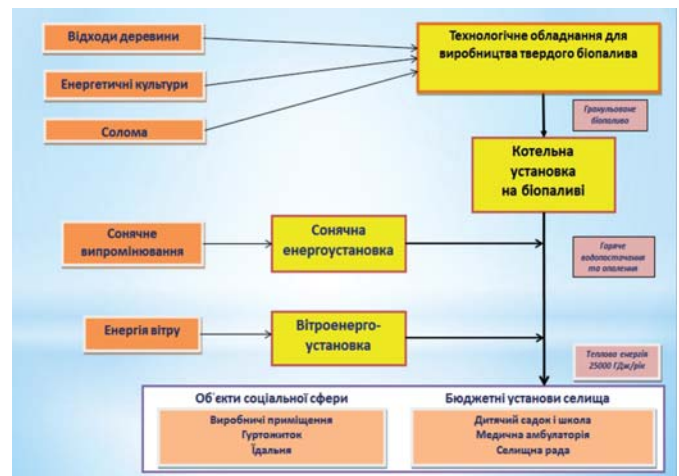 Відходи деревини
Енергетичні культури
Солома
Технологічне обладнання для
виробництва твердого біопалива
Гранульоване
біопаливо
Котельна
установка
на біопаливі
Сонячне
випромінювання
Сонячна
енергоустановка
Гаряче
водопостачання
та опалення
Енергія вітру
Вітроенерго-
установка
Теплова енергія
25000 ГДж/рік
Об`єкти соціальної сфери
Виробничі приміщення
Гуртожиток
Їдальня
Бюджетні установи селища
Дитячий садок і школа
Медична амбулаторія
Селищна рада